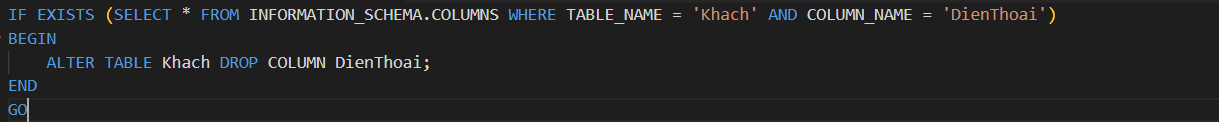 IF EXISTS (SELECT * FROM INFORMATION_SCHEMA.COLUMNS WHERE TABLE_NAME = 'Khach' AND COLUMN_NAME = 'DienThoai')
BEGIN
    ALTER TABLE Khach DROP COLUMN DienThoai;
END
GO